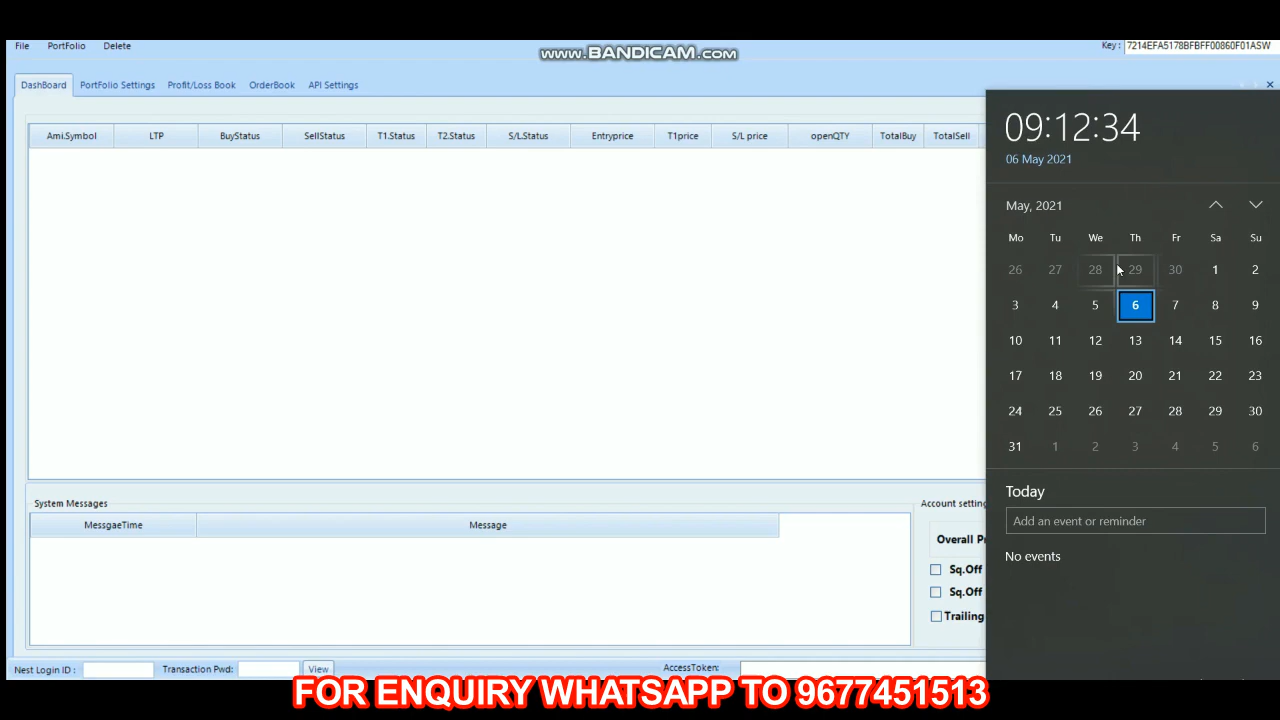 File PortFolio Delete
www.BANDICAM.com
Key : 7214EFA5178BFBFF00860F01ASW
DashBoard PortFolio Settings Profit/Loss Book OrderBook API Settings
Ami.Symbol LTP BuyStatus SellStatus T1.Status T2.Status S/L.Status Entryprice T1price S/L price openQTY TotalBuy TotalSell
09:12:34
06 May 2021
May, 2021
Mo Tu We Th Fr Sa Su
26 27 28 29 30 1 2
3 4 5 6 7 8 9
10 11 12 13 14 15 16
17 18 19 20 21 22 23
24 25 26 27 28 29 30
31 1 2 3 4 5 6
Today
Add an event or reminder
No events
System Messages
MessgaeTime Message
Account setting
Overall P
Sq.Off
Sq.Off
Trailing
Nest Login ID : Transaction Pwd: View AccessToken:
FOR ENQUIRY WHATSAPP TO 9677451513